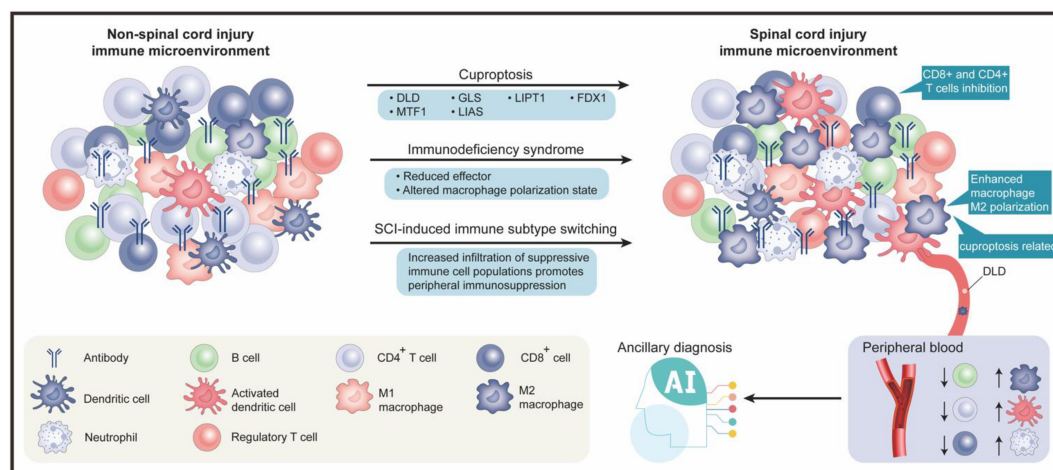 Non-spinal cord injury
immune microenvironment
Spinal cord injury
immune microenvironment
Cuproptosis
• DLD • GLS • LIPT1 • FDX1
• MTF1 • LIAS
Immunodeficiency syndrome
• Reduced effector
• Altered macrophage polarization state
SCI-induced immune subtype switching
Increased infiltration of suppressive
immune cell populations promotes
peripheral immunosuppression
CD8+ and CD4+
T cells inhibition
Enhanced
macrophage
M2 polarization
cuproptosis related
DLD
Antibody
B cell
CD4+ T cell
CD8+ cell
Dendritic cell
Activated
dendritic cell
M1
macrophage
M2
macrophage
Neutrophil
Regulatory T cell
Ancillary diagnosis
AI
Peripheral blood